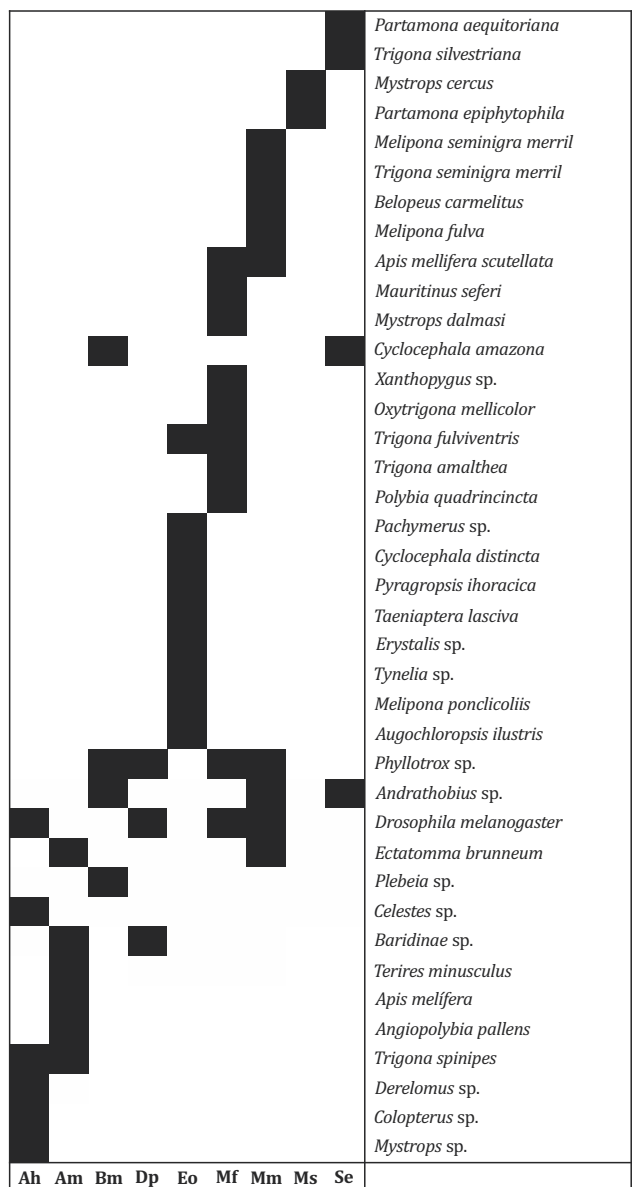 Partamona aequitoriana
Trigona silvestriana
Mystrops cercus
Partamona epiphytophila
Melipona seminigra merril
Trigona seminigra merril
Belopeus carmelitus
Melipona fulva
Apis mellifera scutellata
Mauritinus seferi
Mystrops dalmasi
Cyclocephala amazona
Xanthopygus sp.
Oxytrigona mellicolor
Trigona fulviventris
Trigona amalthea
Polybia quadrincincta
Pachymerus sp.
Cyclocephala distincta
Pyragropsis ihoracica
Taeniaptera lasciva
Erystalis sp.
Tynelia sp.
Melipona ponclicoliis
Augochloropsis ilustris
Phyllotrox sp.
Andrathobius sp.
Drosophila melanogaster
Ectatomma brunneum
Plebeia sp.
Celestes sp.
Baridinae sp.
Terires minusculus
Apis melífera
Angiopolybia pallens
Trigona spinipes
Derelomus sp.
Colopterus sp.
Mystrops sp.
Ah Am Bm Dp Eo Mf Mm Ms Se